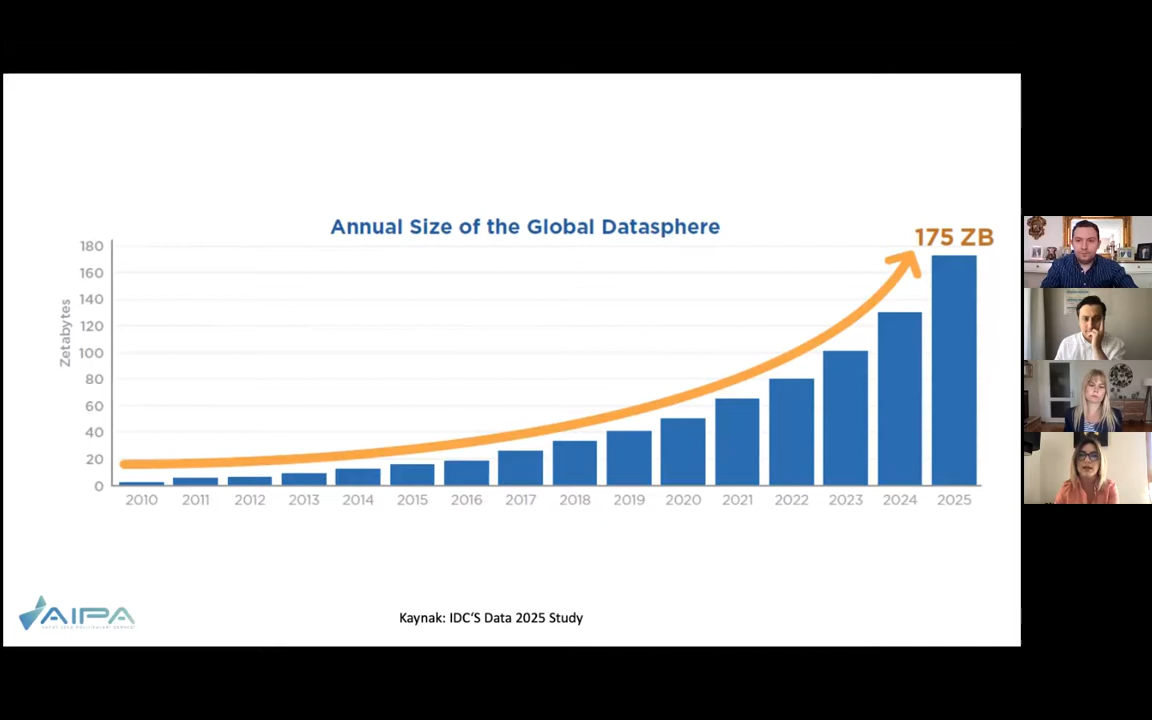 Annual Size of the Global Datasphere
175 ZB
Zetabytes
180
160
140
120
100
80
60
40
20
0
2010 2011 2012 2013 2014 2015 2016 2017 2018 2019 2020 2021 2022 2023 2024 2025
AIPA
Kaynak: IDC‘S Data 2025 Study